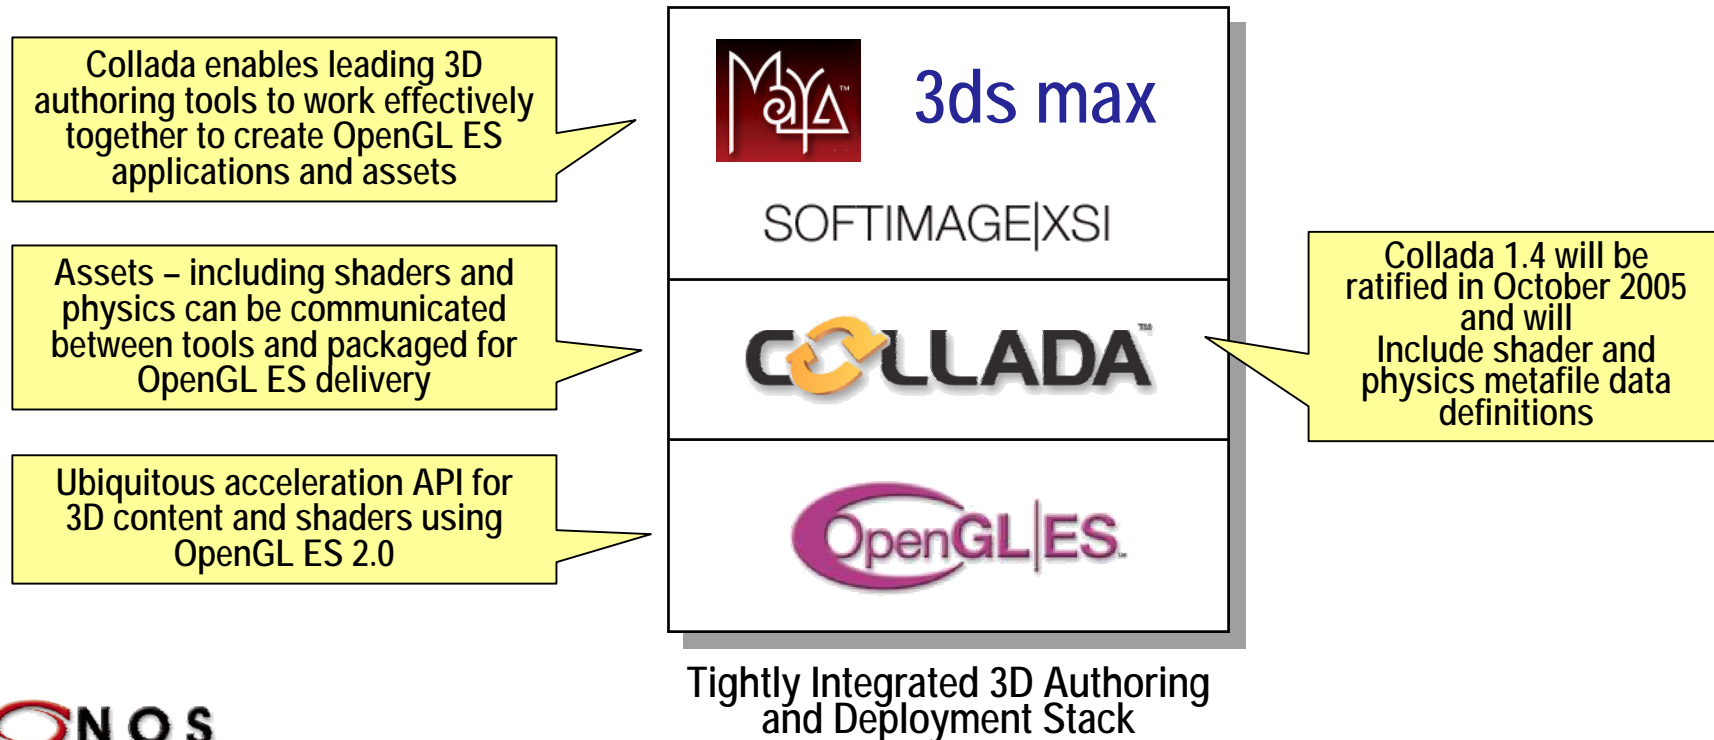 Collada enables leading 3D
authoring tools to work effectively
together to create OpenGL ES
applications and assets
Assets – including shaders and
physics can be communicated
between tools and packaged for
OpenGL ES delivery
Ubiquitous acceleration API for
3D content and shaders using
OpenGL ES 2.0
MAYA™
3ds max
SOFTIMAGE|XSI
COLLADA™
OpenGL|ES™
Collada 1.4 will be
ratified in October 2005
and will
Include shader and
physics metafile data
definitions
Tightly Integrated 3D Authoring
and Deployment Stack
NOS